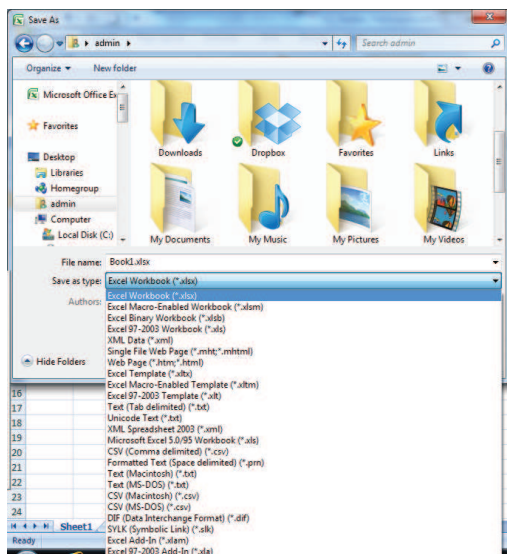 Save As
admin
Search admin
Organize
New folder
Microsoft Office Ex
Favorites
Desktop
Libraries
Homegroup
admin
Computer
Local Disk (C:)
Downloads
Dropbox
Favorites
Links
My Documents
My Music
My Pictures
My Videos
File name: Book1.xlsx
Save as type: Excel Workbook (*.xlsx)
Authors:
Excel Workbook (*.xlsx)
Excel Macro-Enabled Workbook (*.xlsm)
Excel Binary Workbook (*.xlsb)
Excel 97-2003 Workbook (*.xls)
XML Data (*.xml)
Single File Web Page (*.mht;*.mhtml)
Web Page (*.htm;*.html)
Excel Template (*.xltx)
Excel Macro-Enabled Template (*.xltm)
Excel 97-2003 Template (*.xlt)
Text (Tab delimited) (*.txt)
Unicode Text (*.txt)
XML Spreadsheet 2003 (*.xml)
Microsoft Excel 5.0/95 Workbook (*.xls)
CSV (Comma delimited) (*.csv)
Formatted Text (Space delimited) (*.prn)
Text (Macintosh) (*.txt)
Text (MS-DOS) (*.txt)
CSV (Macintosh) (*.csv)
CSV (MS-DOS) (*.csv)
DIF (Data Interchange Format) (*.dif)
SYLK (Symbolic Link) (*.slk)
Excel Add-In (*.xlam)
Excel 97-2003 Add-In (*.xla)
Hide Folders
16
17
18
19
20
21
22
23
24
Sheet1
Ready